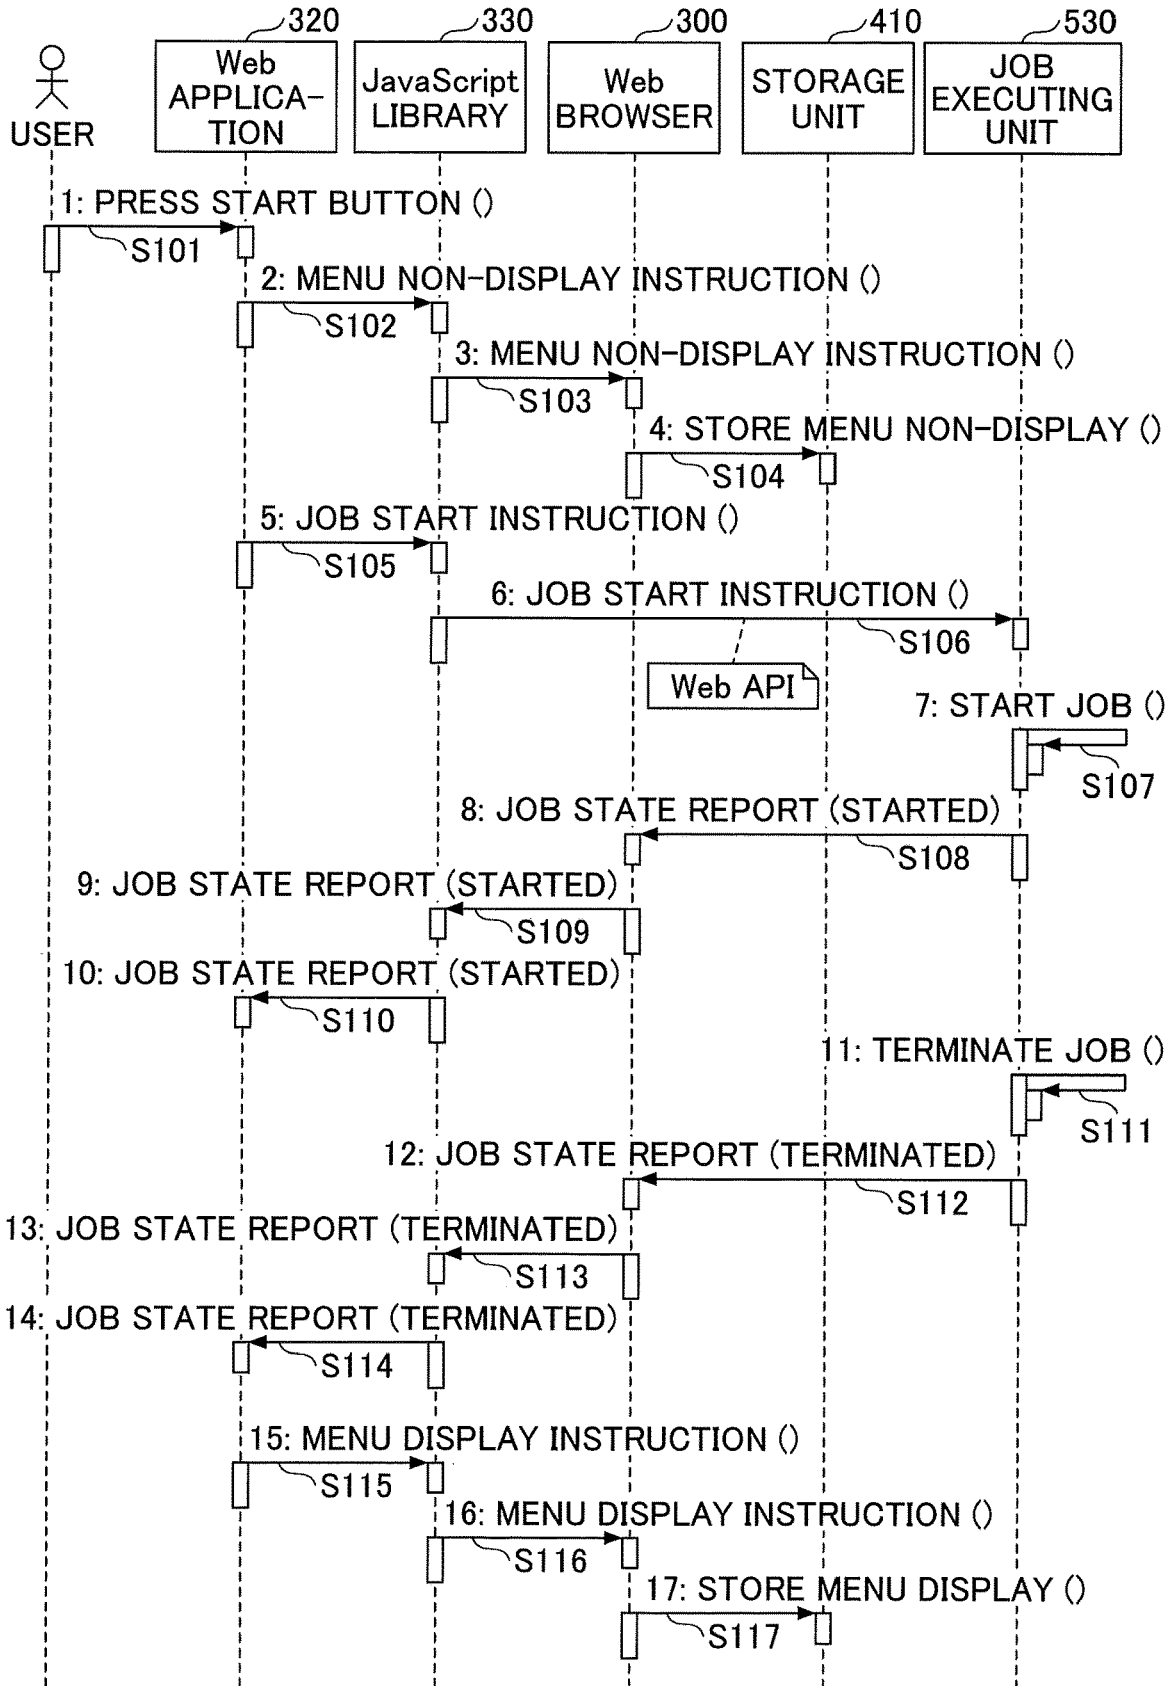 320
330
300
410
530
USER
Web
APPLICA-
TION
JavaScript
LIBRARY
Web
BROWSER
STORAGE
UNIT
JOB
EXECUTING
UNIT
1: PRESS START BUTTON ()
S101
2: MENU NON-DISPLAY INSTRUCTION ()
S102
3: MENU NON-DISPLAY INSTRUCTION ()
S103
4: STORE MENU NON-DISPLAY ()
S104
5: JOB START INSTRUCTION ()
S105
6: JOB START INSTRUCTION ()
S106
Web API
7: START JOB ()
S107
8: JOB STATE REPORT (STARTED)
S108
9: JOB STATE REPORT (STARTED)
S109
10: JOB STATE REPORT (STARTED)
S110
11: TERMINATE JOB ()
S111
12: JOB STATE REPORT (TERMINATED)
S112
13: JOB STATE REPORT (TERMINATED)
S113
14: JOB STATE REPORT (TERMINATED)
S114
15: MENU DISPLAY INSTRUCTION ()
S115
16: MENU DISPLAY INSTRUCTION ()
S116
17: STORE MENU DISPLAY ()
S117